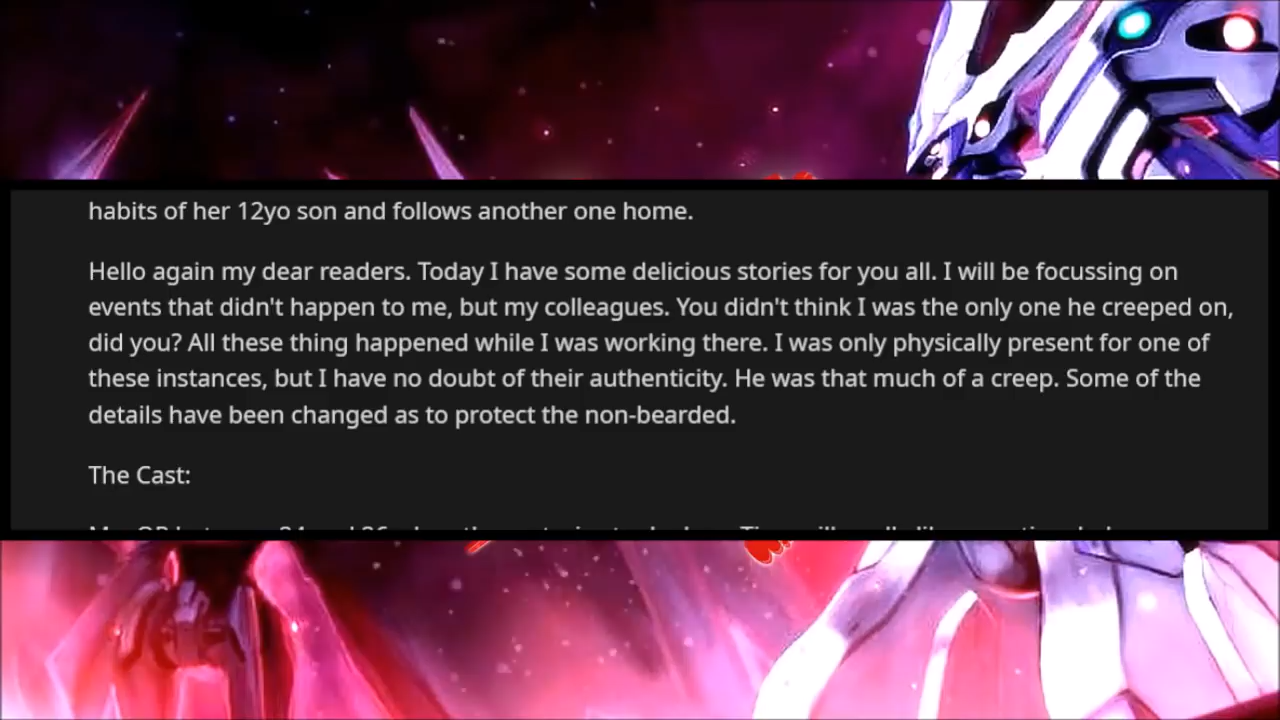 habits of her 12yo son and follows another one home.
Hello again my dear readers. Today I have some delicious stories for you all. I will be focussing on
events that didn't happen to me, but my colleagues. You didn't think I was the only one he creeped on,
did you? All these thing happened while I was working there. I was only physically present for one of
these instances, but I have no doubt of their authenticity. He was that much of a creep. Some of the
details have been changed as to protect the non-bearded.
The Cast: